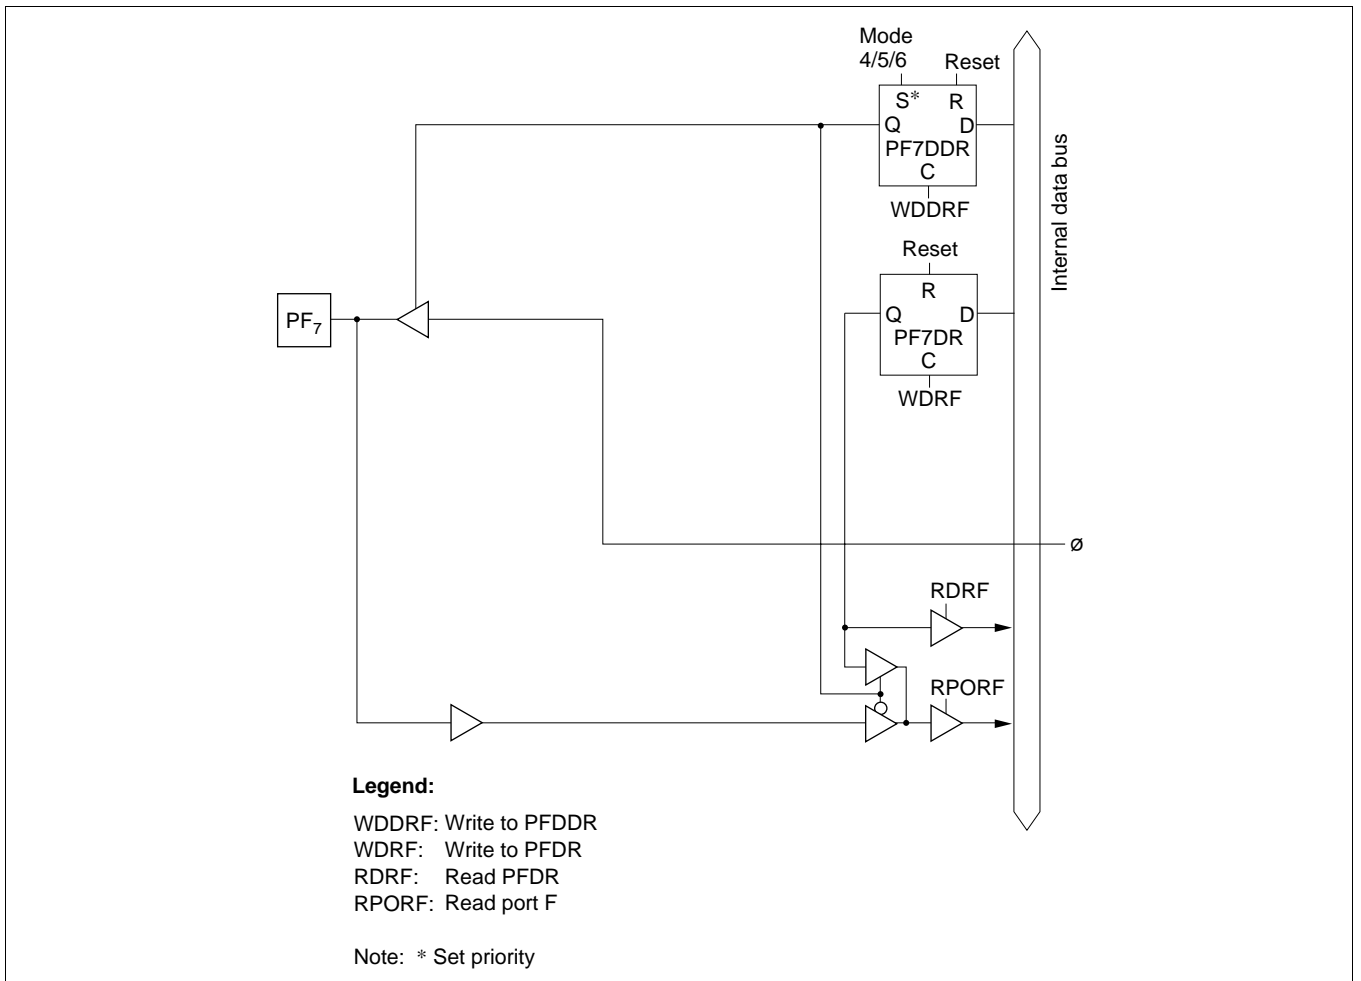 Mode
4/5/6
Reset
S* R
Q D
PF7DDR
C
WDDRF
Internal data bus
Reset
R
Q D
PF7DR
C
WDRF
PF7
ø
RDRF
RPORF
Legend:
WDDRF: Write to PFDDR
WDRF: Write to PFDR
RDRF: Read PFDR
RPORF: Read port F
Note: * Set priority